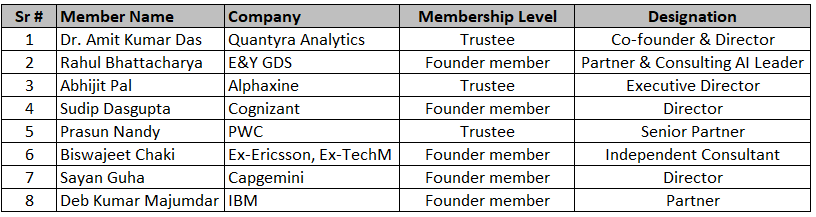 Sr # Member Name Company Membership Level Designation
1 Dr. Amit Kumar Das Quantyra Analytics Trustee Co-founder & Director
2 Rahul Bhattacharya E&Y GDS Founder member Partner & Consulting AI Leader
3 Abhijit Pal Alphaxine Trustee Executive Director
4 Sudip Dasgupta Cognizant Founder member Director
5 Prasun Nandy PWC Trustee Senior Partner
6 Biswajeet Chaki Ex-Ericsson, Ex-TechM Founder member Independent Consultant
7 Sayan Guha Capgemini Founder member Director
8 Deb Kumar Majumdar IBM Founder member Partner